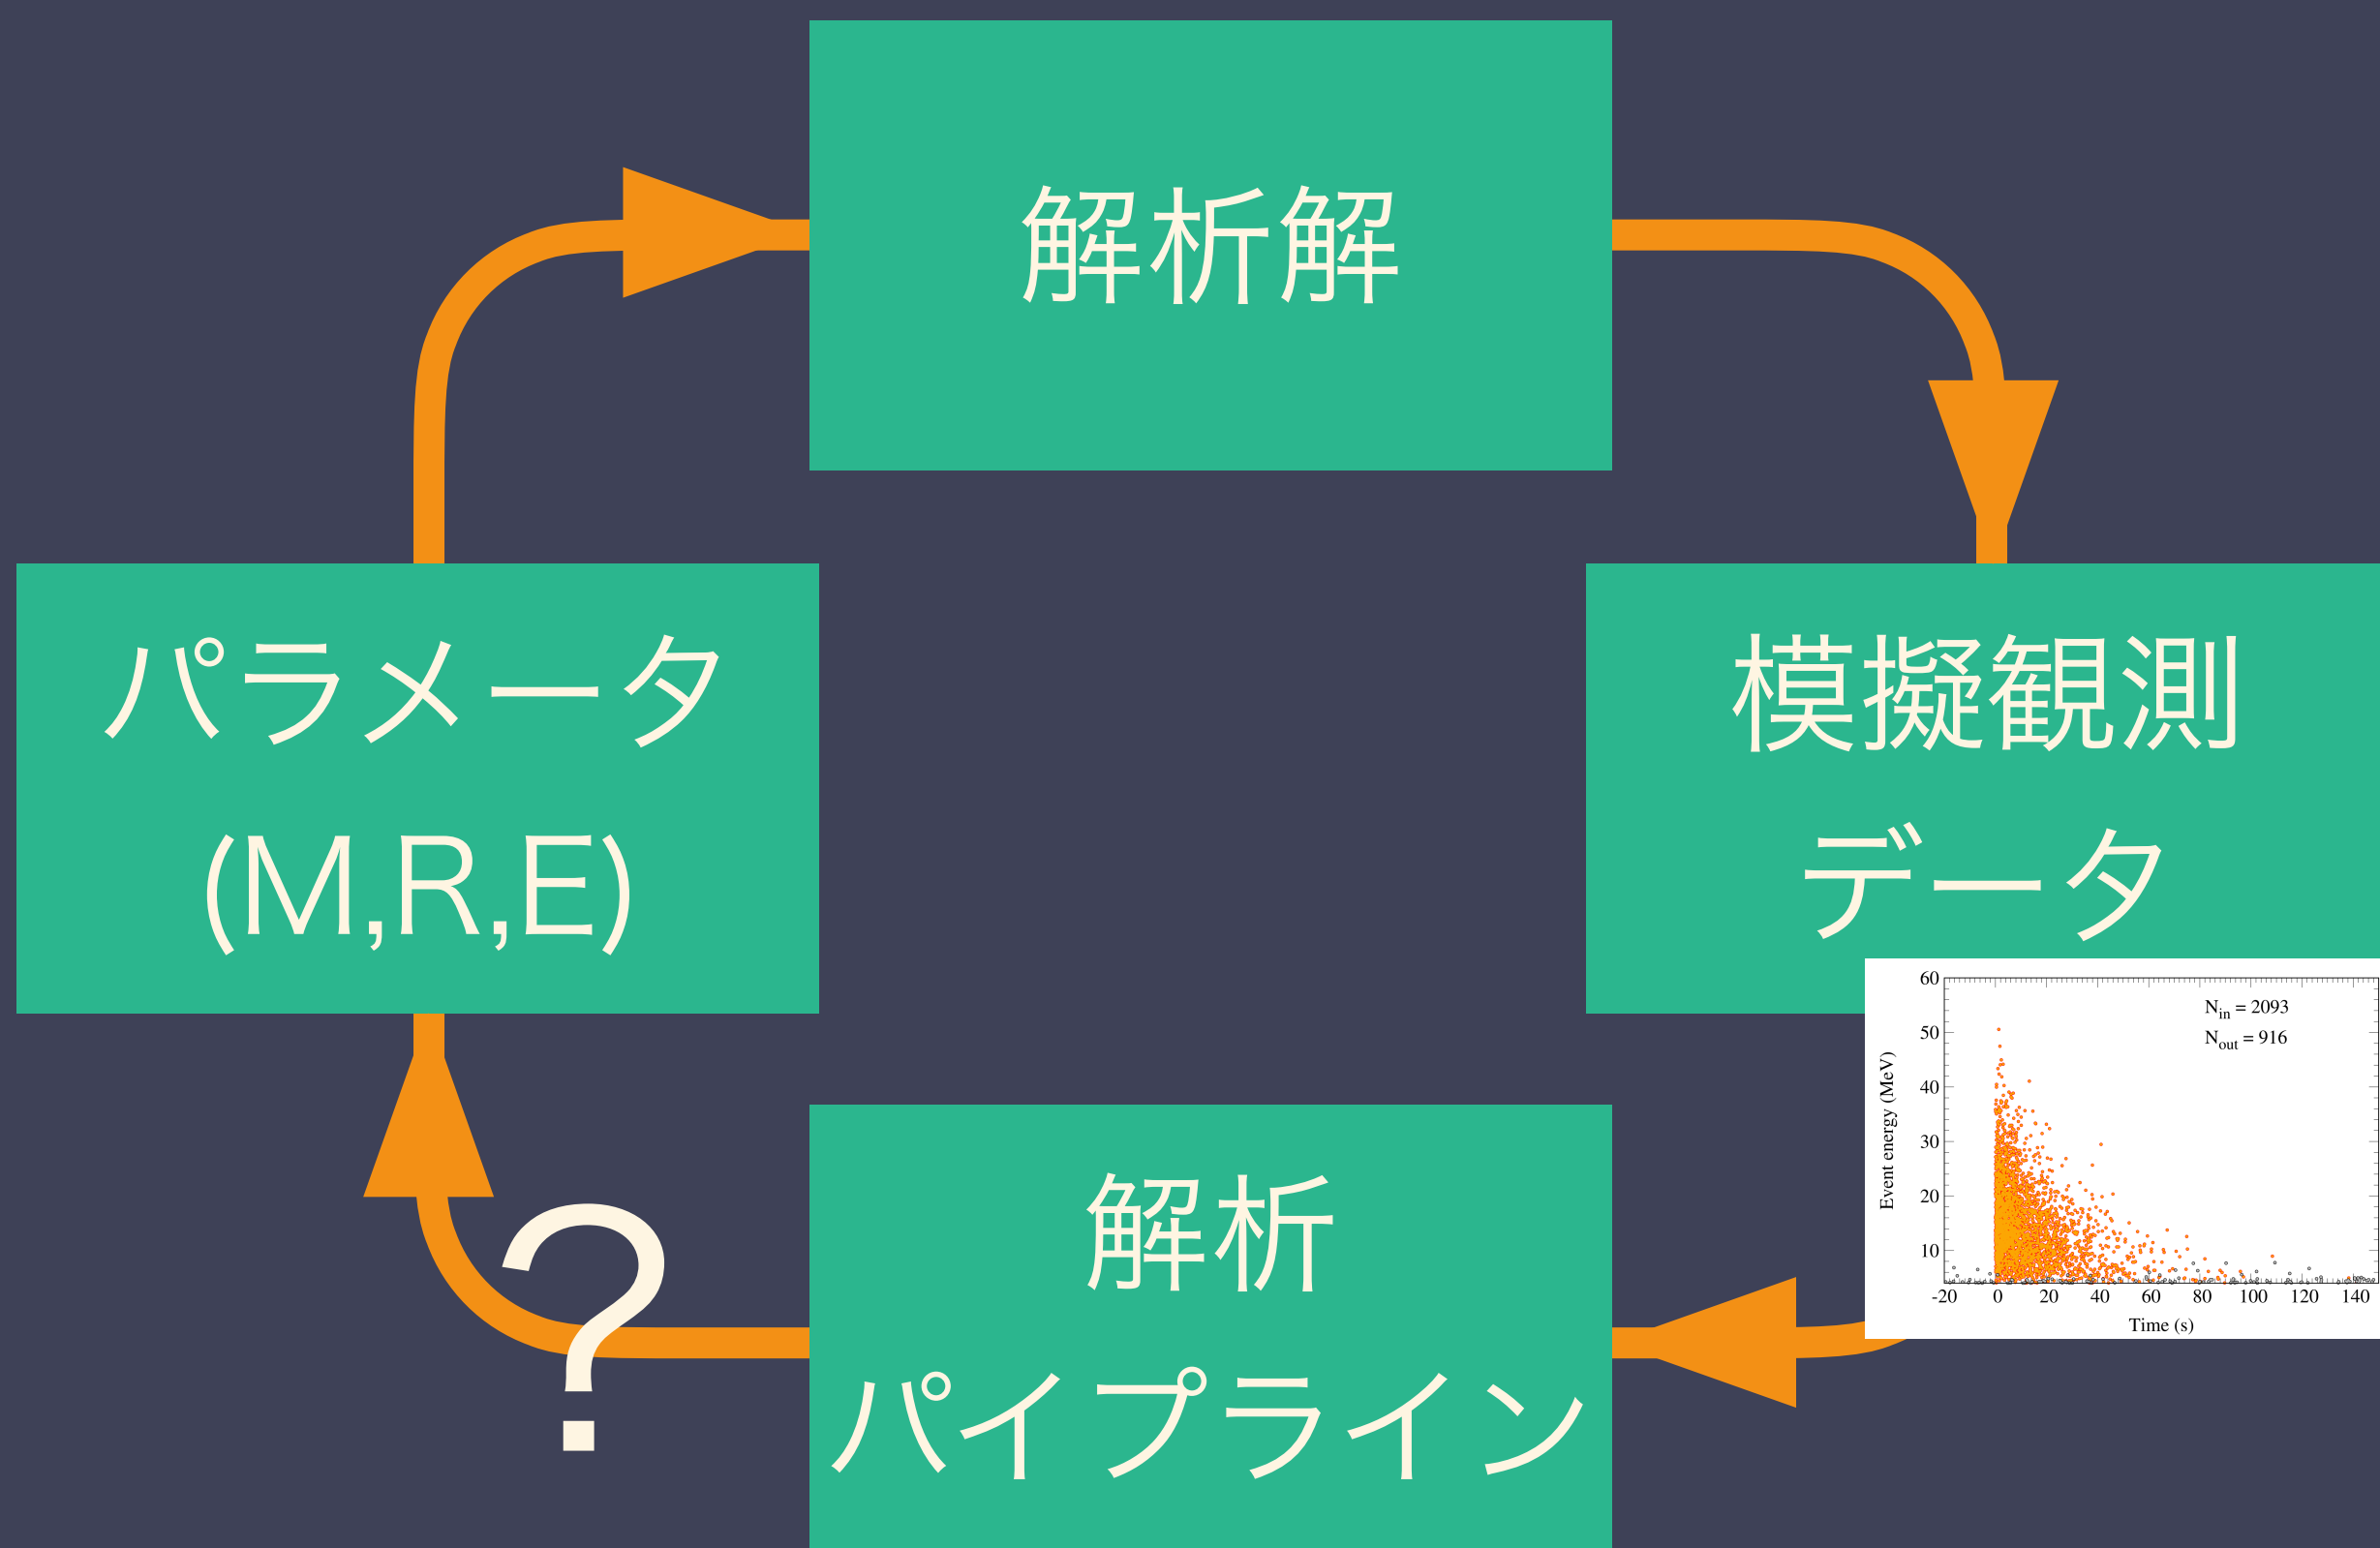 解析解
パラメータ
(M,R,E)
模擬観測
データ
60
50
40
30
20
10
Event energy (MeV)
N_in = 2093
N_out = 916
-20 0 20 40 60 80 100 120 140
Time (s)
解析
パイプライン
?